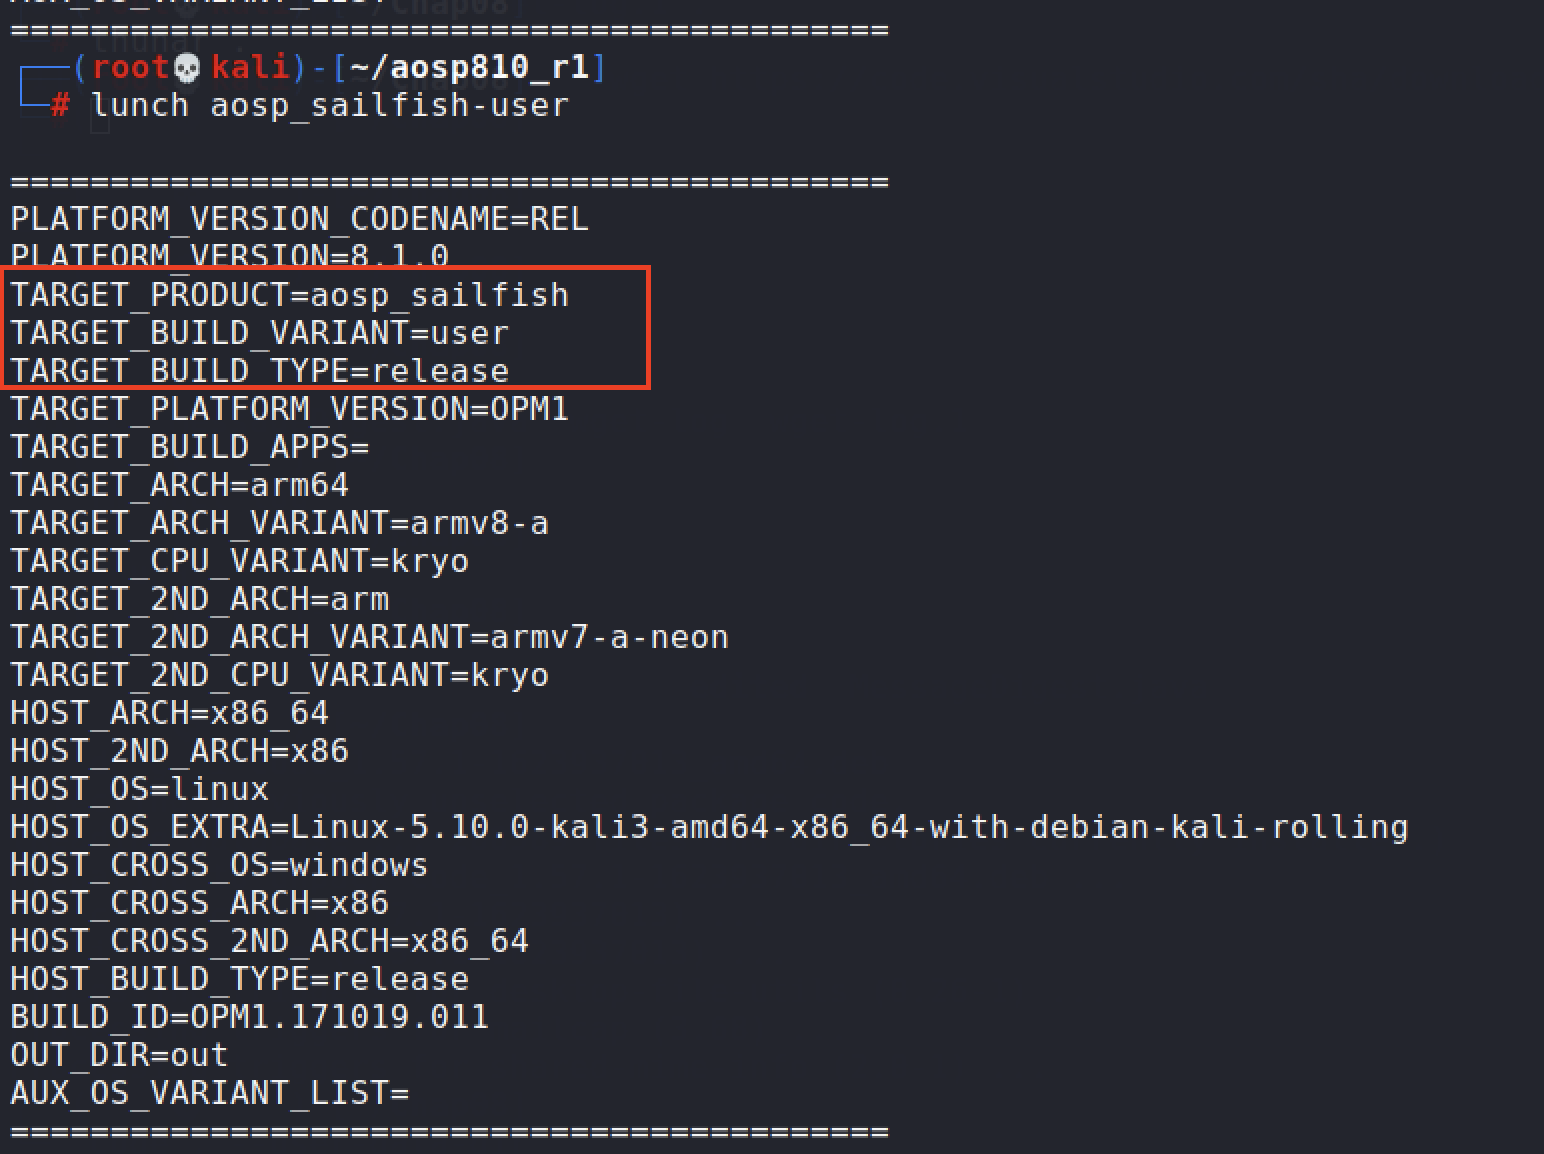 ============================================
(root💀kali)-[~/aosp810_r1]
# lunch aosp_sailfish-user
============================================
PLATFORM_VERSION_CODENAME=REL
PLATFORM_VERSION=8.1.0
TARGET_PRODUCT=aosp_sailfish
TARGET_BUILD_VARIANT=user
TARGET_BUILD_TYPE=release
TARGET_PLATFORM_VERSION=OPM1
TARGET_BUILD_APPS=
TARGET_ARCH=arm64
TARGET_ARCH_VARIANT=armv8-a
TARGET_CPU_VARIANT=kryo
TARGET_2ND_ARCH=arm
TARGET_2ND_ARCH_VARIANT=armv7-a-neon
TARGET_2ND_CPU_VARIANT=kryo
HOST_ARCH=x86_64
HOST_2ND_ARCH=x86
HOST_OS=linux
HOST_OS_EXTRA=Linux-5.10.0-kali3-amd64-x86_64-with-debian-kali-rolling
HOST_CROSS_OS=windows
HOST_CROSS_ARCH=x86
HOST_CROSS_2ND_ARCH=x86_64
HOST_BUILD_TYPE=release
BUILD_ID=OPM1.171019.011
OUT_DIR=out
AUX_OS_VARIANT_LIST=
============================================